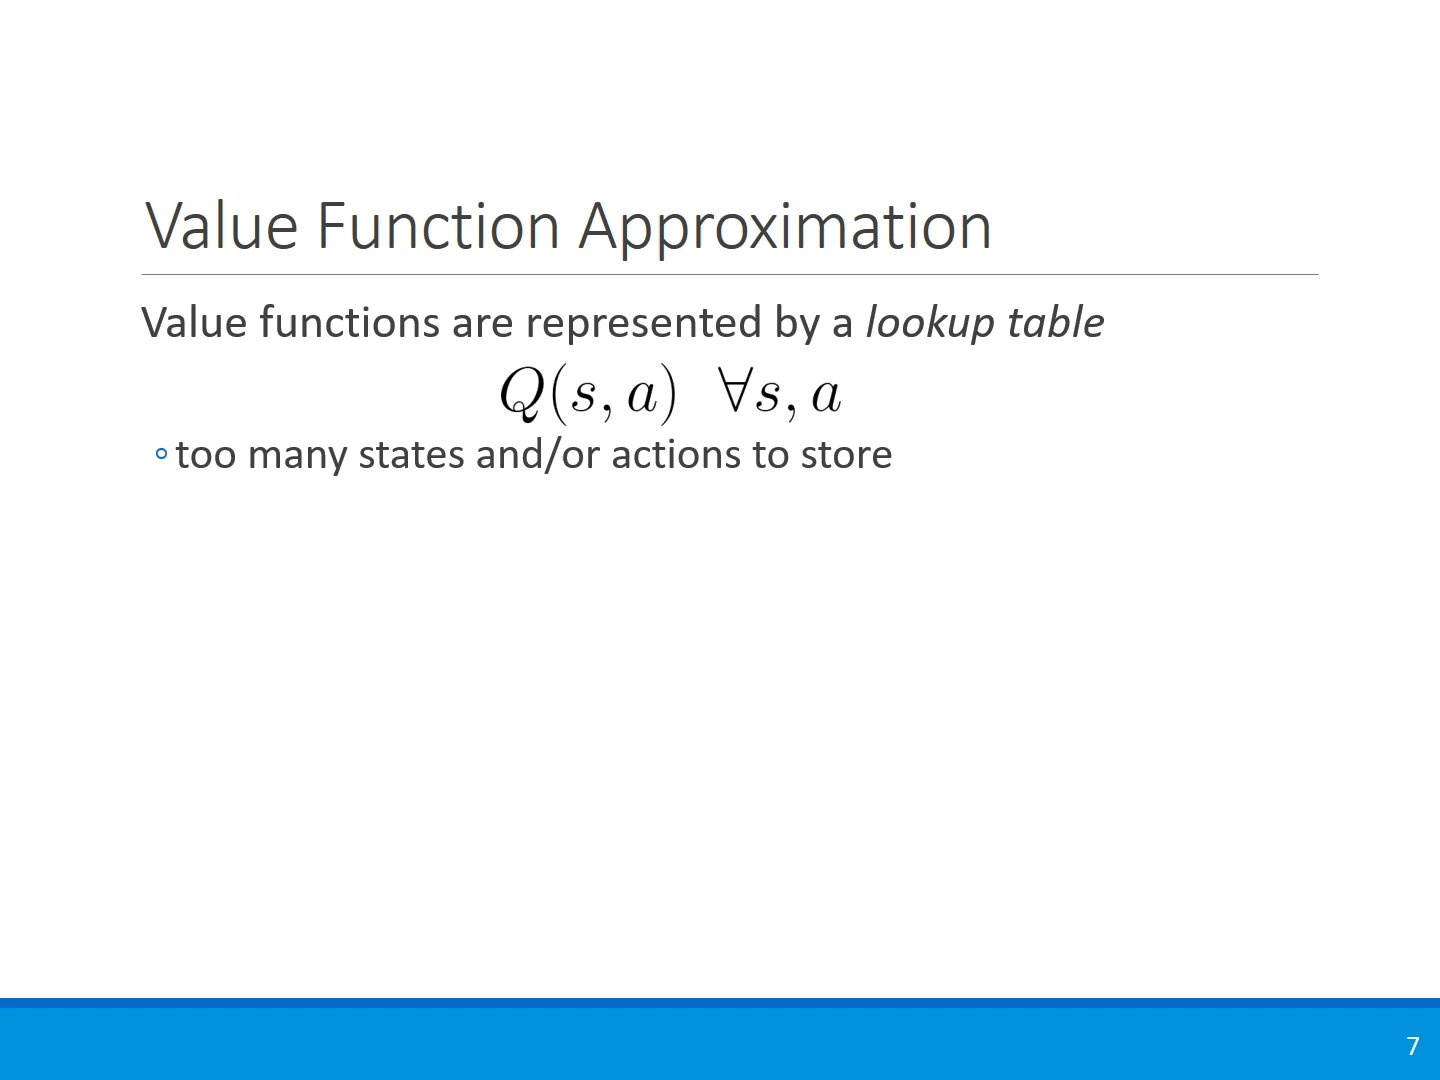 Value Function Approximation
Value functions are represented by a lookup table
Q(s, a) ∀s, a
◦ too many states and/or actions to store
7